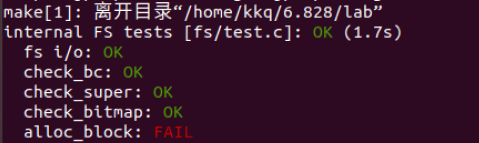 make[1]: 离开目录“/home/kkq/6.828/lab”
internal FS tests [fs/test.c]: OK (1.7s)
  fs i/o: OK
  check_bc: OK
  check_super: OK
  check_bitmap: OK
  alloc_block: FAIL